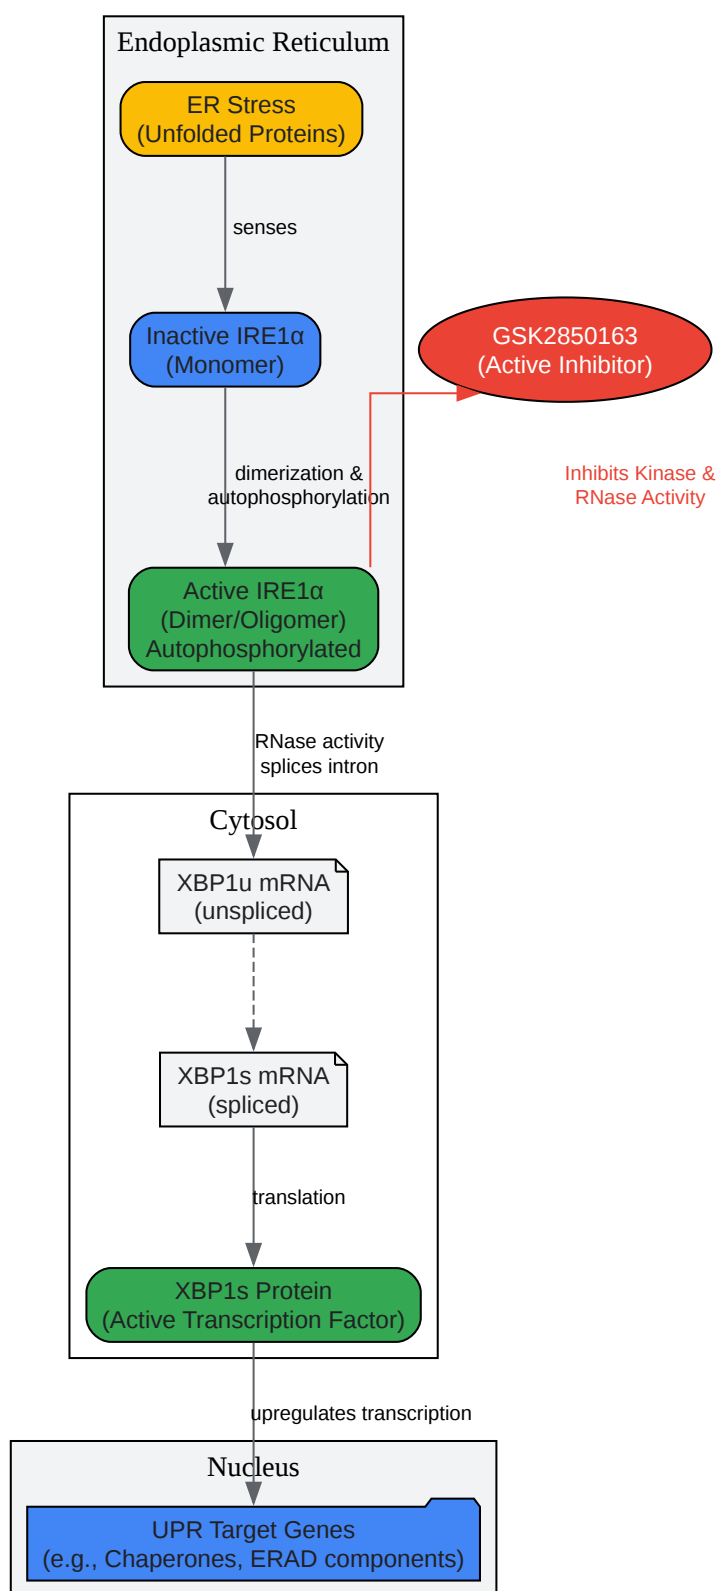 Endoplasmic Reticulum
ER Stress
(Unfolded Proteins)
senses
Inactive IRE1α
(Monomer)
GSK2850163
(Active Inhibitor)
dimerization &
autophosphorylation
Inhibits Kinase &
RNase Activity
Active IRE1α
(Dimer/Oligomer)
Autophosphorylated
RNase activity
splices intron
Cytosol
XBP1u mRNA
(unspliced)
XBP1s mRNA
(spliced)
translation
XBP1s Protein
(Active Transcription Factor)
upregulates transcription
Nucleus
UPR Target Genes
(e.g., Chaperones, ERAD components)